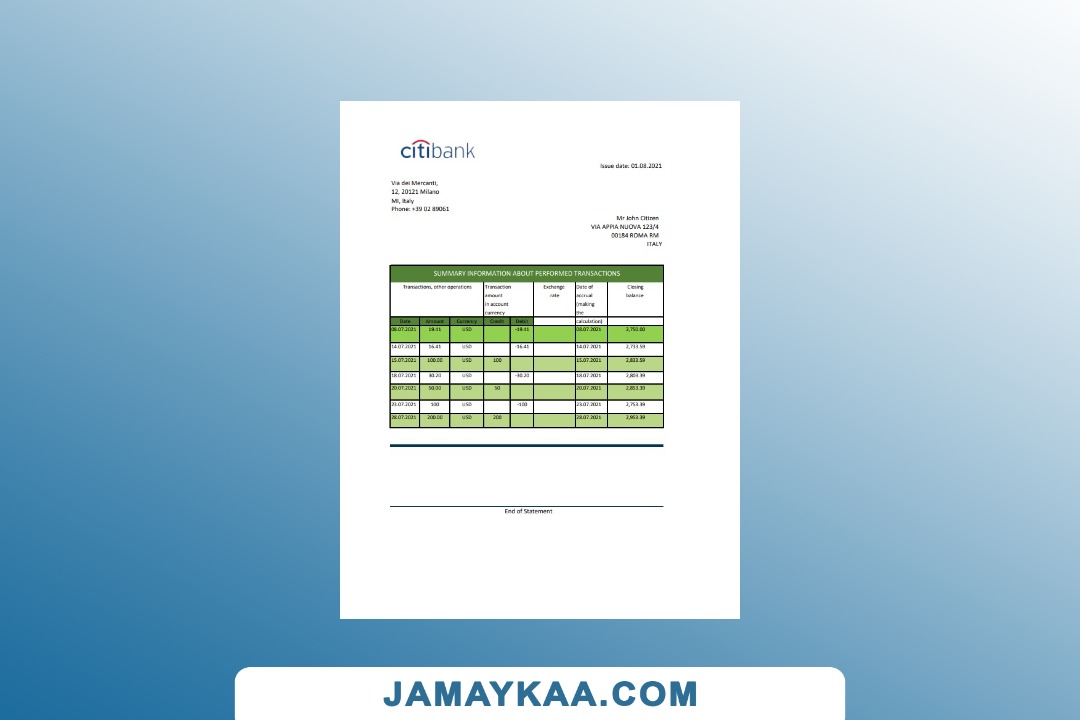 citibank
Issue date: 01.08.2021
Via dei Mercanti,
12, 20121 Milano
MI, Italy
Phone: +39 02 89061
Mr John Citizen
VIA APPIA NUOVA 123/4
00184 ROMA RM
ITALY
SUMMARY INFORMATION ABOUT PERFORMED TRANSACTIONS
Transactions, other operations Transaction amount in account currency Exchange rate Date of accrual (making the calculation) Closing balance
Date Amount Currency Credit Debit
08.07.2021 19.41 USD -19.41 08.07.2021 2,750.00
14.07.2021 16.41 USD -16.41 14.07.2021 2,733.59
15.07.2021 100.00 USD 100 15.07.2021 2,833.59
18.07.2021 30.20 USD -30.20 18.07.2021 2,803.39
20.07.2021 50.00 USD 50 20.07.2021 2,853.39
23.07.2021 100 USD -100 23.07.2021 2,753.39
28.07.2021 200.00 USD 200 28.07.2021 2,953.39
End of Statement
JAMAYKAA.COM